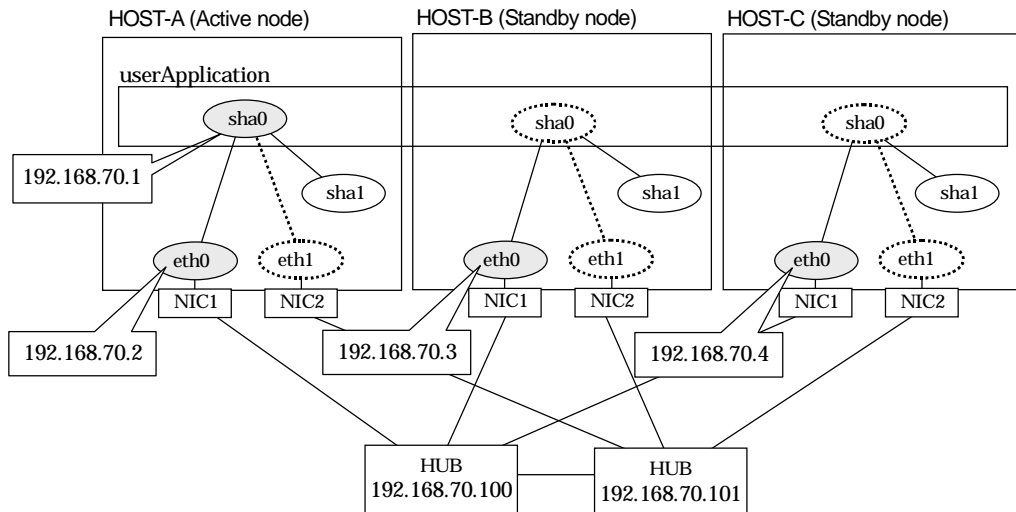 HOST-A (Active node)
HOST-B (Standby node)
HOST-C (Standby node)
userApplication
sha0
sha0
sha0
192.168.70.1
sha1
sha1
sha1
eth0
eth1
eth0
eth1
eth0
eth1
NIC1
NIC2
NIC1
NIC2
NIC1
NIC2
192.168.70.2
192.168.70.3
192.168.70.4
HUB
192.168.70.100
HUB
192.168.70.101